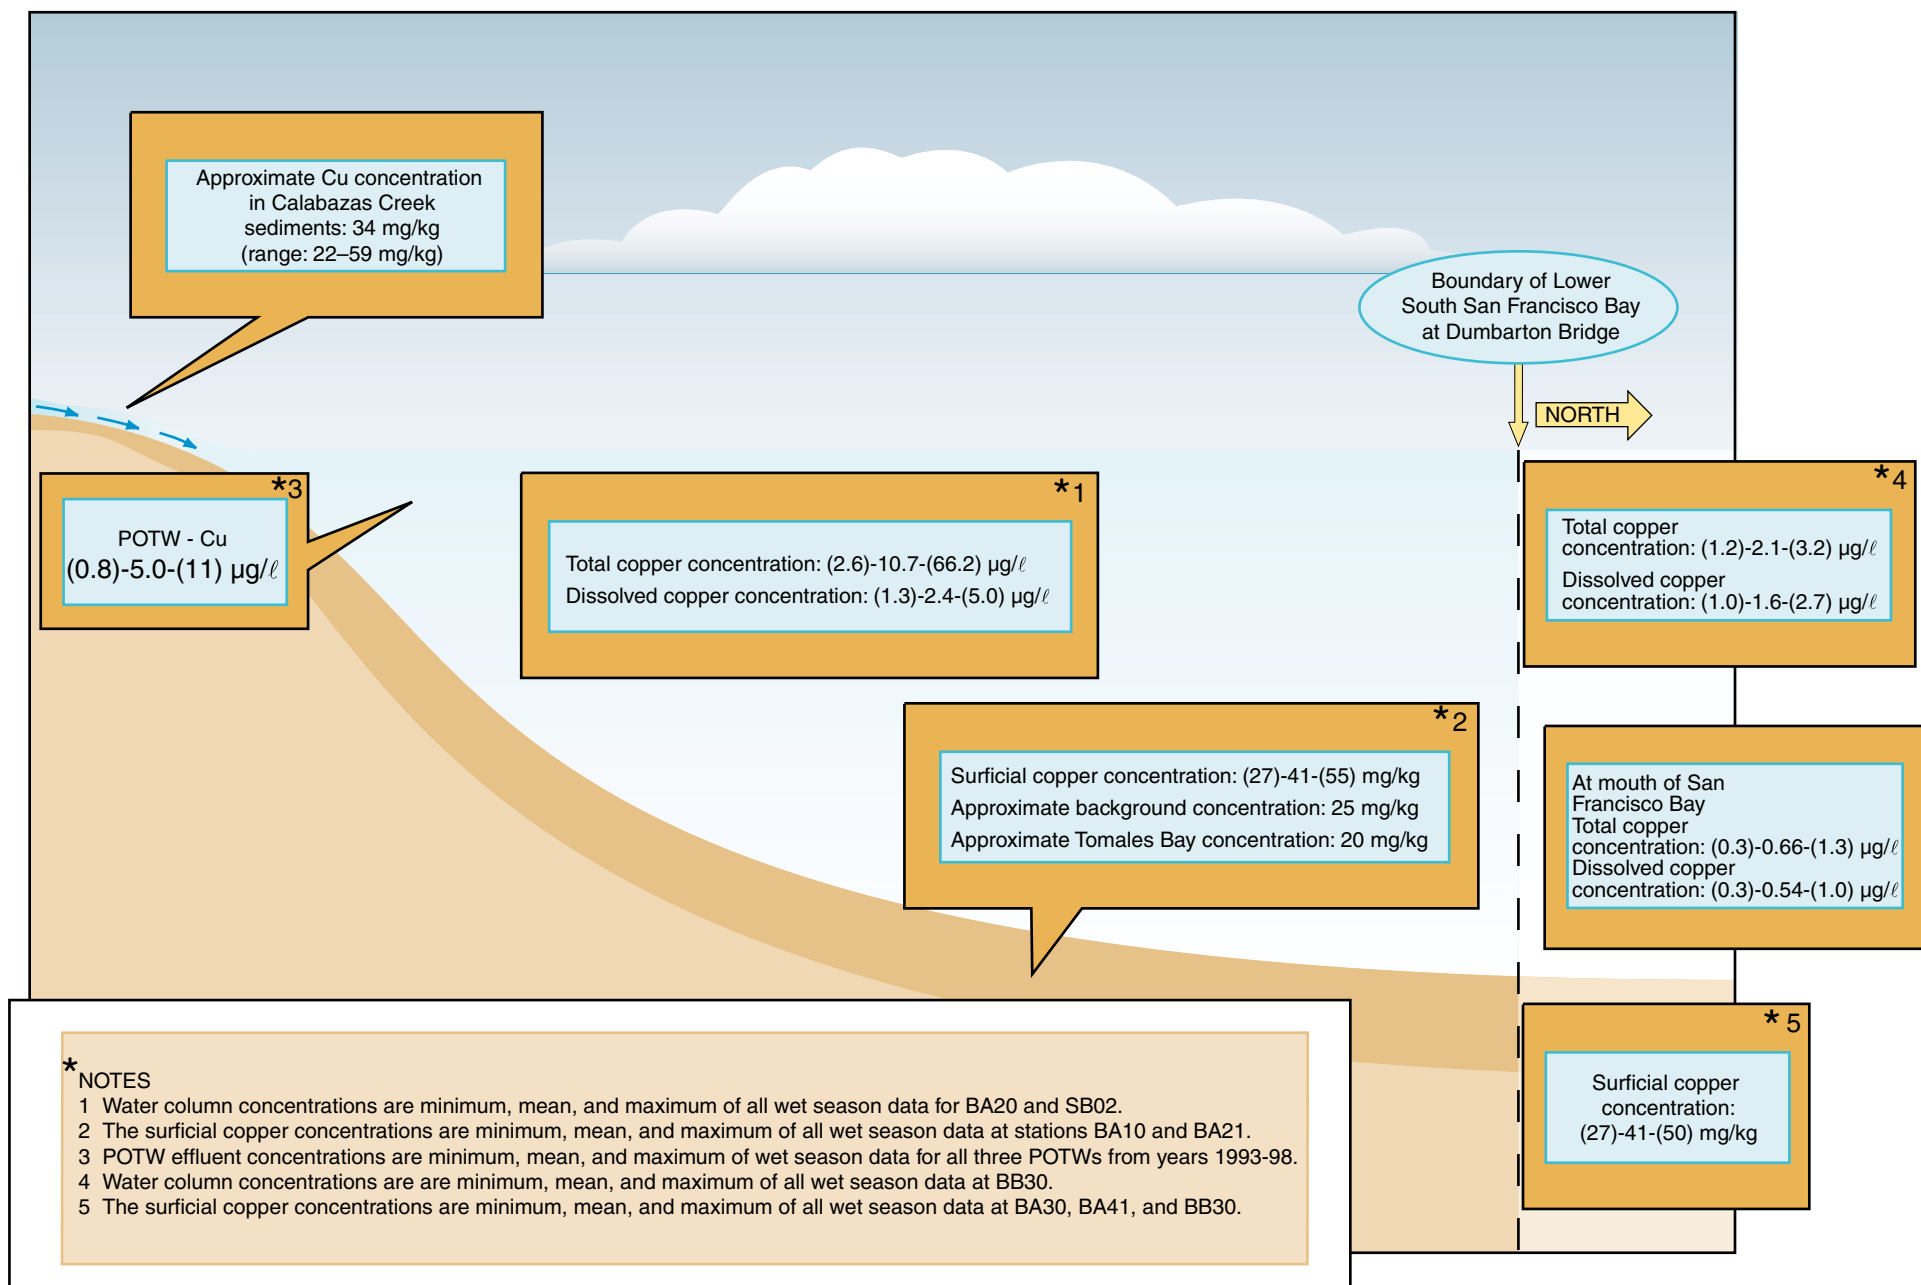 Approximate Cu concentration
in Calabazas Creek
sediments: 34 mg/kg
(range: 22–59 mg/kg)
Boundary of Lower
South San Francisco Bay
at Dumbarton Bridge
NORTH
*3
POTW - Cu
(0.8)-5.0-(11) µg/ℓ
*1
Total copper concentration: (2.6)-10.7-(66.2) µg/ℓ
Dissolved copper concentration: (1.3)-2.4-(5.0) µg/ℓ
*4
Total copper
concentration: (1.2)-2.1-(3.2) µg/ℓ
Dissolved copper
concentration: (1.0)-1.6-(2.7) µg/ℓ
*2
Surficial copper concentration: (27)-41-(55) mg/kg
Approximate background concentration: 25 mg/kg
Approximate Tomales Bay concentration: 20 mg/kg
At mouth of San
Francisco Bay
Total copper
concentration: (0.3)-0.66-(1.3) µg/ℓ
Dissolved copper
concentration: (0.3)-0.54-(1.0) µg/ℓ
*5
Surficial copper
concentration:
(27)-41-(50) mg/kg
*NOTES
1 Water column concentrations are minimum, mean, and maximum of all wet season data for BA20 and SB02.
2 The surficial copper concentrations are minimum, mean, and maximum of all wet season data at stations BA10 and BA21.
3 POTW effluent concentrations are minimum, mean, and maximum of wet season data for all three POTWs from years 1993-98.
4 Water column concentrations are are minimum, mean, and maximum of all wet season data at BB30.
5 The surficial copper concentrations are minimum, mean, and maximum of all wet season data at BA30, BA41, and BB30.